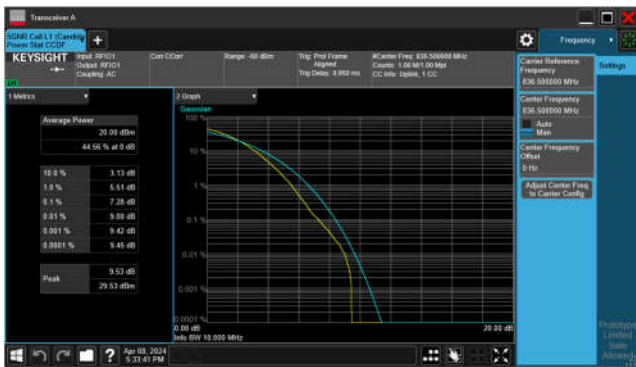 Transceiver A
5GNR Cell L1 (Candid
Power Stat CCDF
Frequency
KEYSIGHT
Input: RFIO1
Output: RFIO1
Coupling: AC
Corr CCorr
Range: -60 dBm
Trig: Prot Frame
Aligned
Trig Delay: 0.950 ms
#Center Freq: 836.500000 MHz
Counts: 1.00 M/1.00 Mpt
CC Info: Uplink, 1 CC
Carrier Reference
Frequency
836.500000 MHz
Settings
Center Frequency
836.500000 MHz
Auto
Man
Center Frequency
Offset
0 Hz
Adjust Center Freq
to Carrier Config
1 Metrics
Average Power
20.00 dBm
44.56 % at 0 dB
10.0 % 3.13 dB
1.0 % 5.51 dB
0.1 % 7.28 dB
0.01 % 9.00 dB
0.001 % 9.42 dB
0.0001 % 9.45 dB
Peak
9.53 dB
29.53 dBm
2 Graph
Gaussian
100 %
10 %
1 %
0.1 %
0.01 %
0.001 %
0.0001 %
0.00 dB
20.00 dB
Info BW 10.000 MHz
Apr 08, 2024
5:33:41 PM
Prototype
Limited
Sale
Allowed